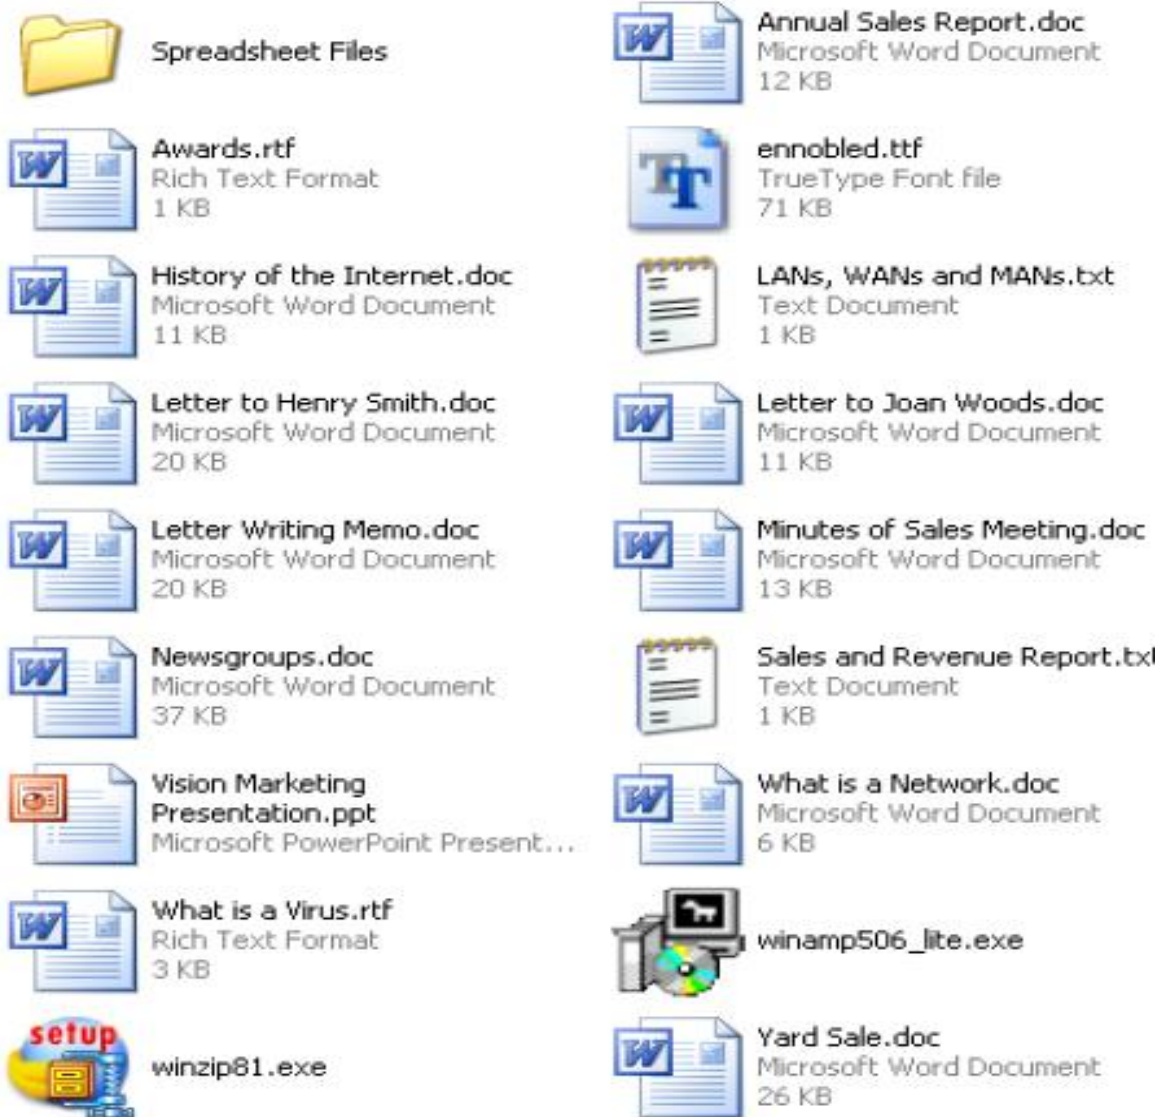 Spreadsheet Files
Annual Sales Report.doc
Microsoft Word Document
12 KB
Awards.rtf
Rich Text Format
1 KB
ennobled.ttf
TrueType Font file
71 KB
History of the Internet.doc
Microsoft Word Document
11 KB
LANs, WANs and MANs.txt
Text Document
1 KB
Letter to Henry Smith.doc
Microsoft Word Document
20 KB
Letter to Joan Woods.doc
Microsoft Word Document
11 KB
Letter Writing Memo.doc
Microsoft Word Document
20 KB
Minutes of Sales Meeting.doc
Microsoft Word Document
13 KB
Newsgroups.doc
Microsoft Word Document
37 KB
Sales and Revenue Report.txt
Text Document
1 KB
Vision Marketing
Presentation.ppt
Microsoft PowerPoint Present...
What is a Network.doc
Microsoft Word Document
6 KB
What is a Virus.rtf
Rich Text Format
3 KB
winamp506_lite.exe
setup
winzip81.exe
Yard Sale.doc
Microsoft Word Document
26 KB